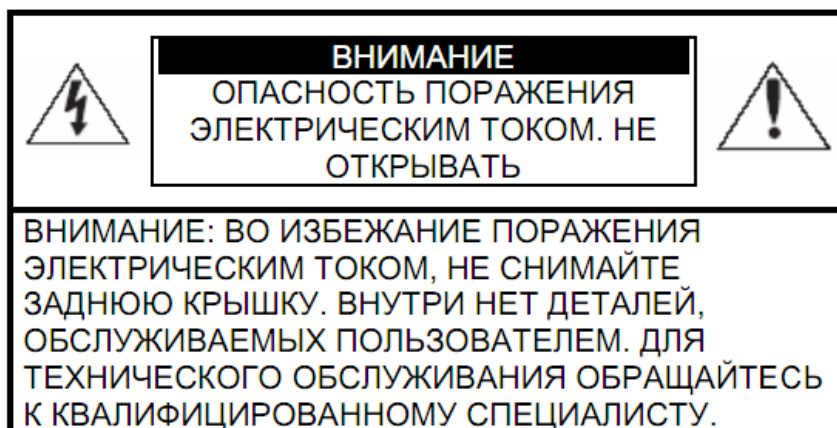 ВНИМАНИЕ
ОПАСНОСТЬ ПОРАЖЕНИЯ
ЭЛЕКТРИЧЕСКИМ ТОКОМ. НЕ
ОТКРЫВАТЬ
ВНИМАНИЕ: ВО ИЗБЕЖАНИЕ ПОРАЖЕНИЯ
ЭЛЕКТРИЧЕСКИМ ТОКОМ, НЕ СНИМАЙТЕ
ЗАДНЮЮ КРЫШКУ. ВНУТРИ НЕТ ДЕТАЛЕЙ,
ОБСЛУЖИВАЕМЫХ ПОЛЬЗОВАТЕЛЕМ. ДЛЯ
ТЕХНИЧЕСКОГО ОБСЛУЖИВАНИЯ ОБРАЩАЙТЕСЬ
К КВАЛИФИЦИРОВАННОМУ СПЕЦИАЛИСТУ.